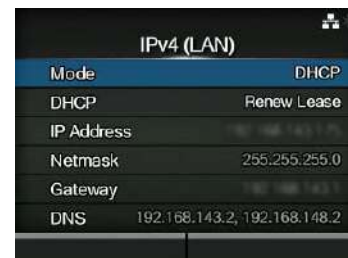 IPv4 (LAN)
Mode DHCP
DHCP Renew Lease
IP Address
Netmask 255.255.255.0
Gateway
DNS 192.168.143.2, 192.168.148.2